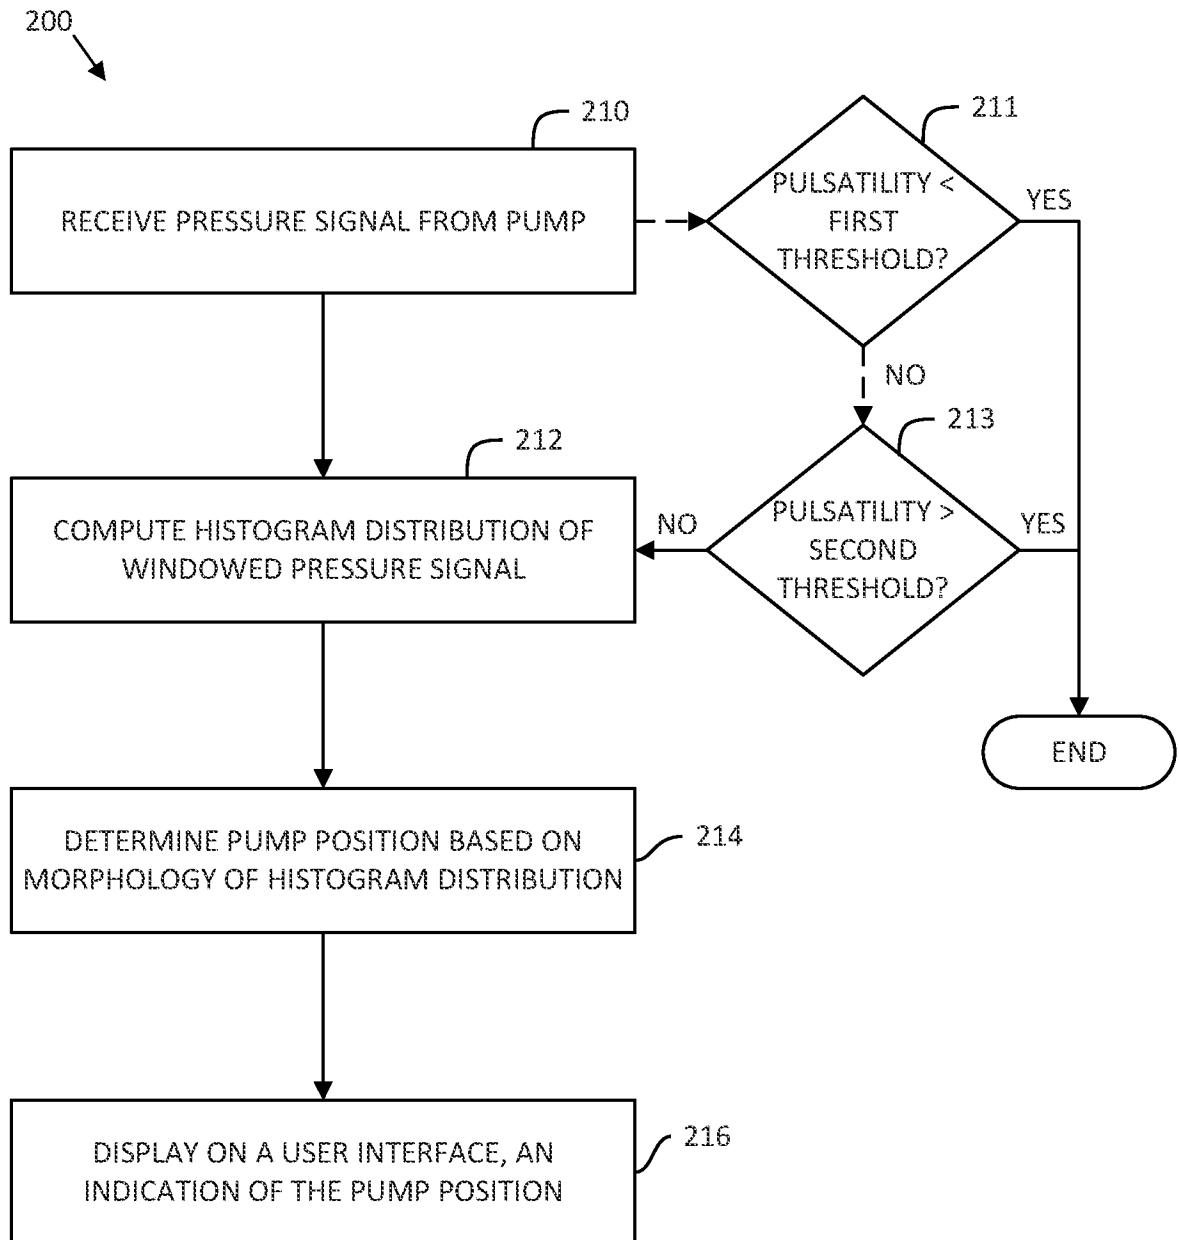 200
210
RECEIVE PRESSURE SIGNAL FROM PUMP
211
PULSATILITY <
FIRST
THRESHOLD?
YES
NO
212
COMPUTE HISTOGRAM DISTRIBUTION OF
WINDOWED PRESSURE SIGNAL
213
NO
PULSATILITY >
SECOND
THRESHOLD?
YES
END
DETERMINE PUMP POSITION BASED ON
MORPHOLOGY OF HISTOGRAM DISTRIBUTION
214
DISPLAY ON A USER INTERFACE, AN
INDICATION OF THE PUMP POSITION
216